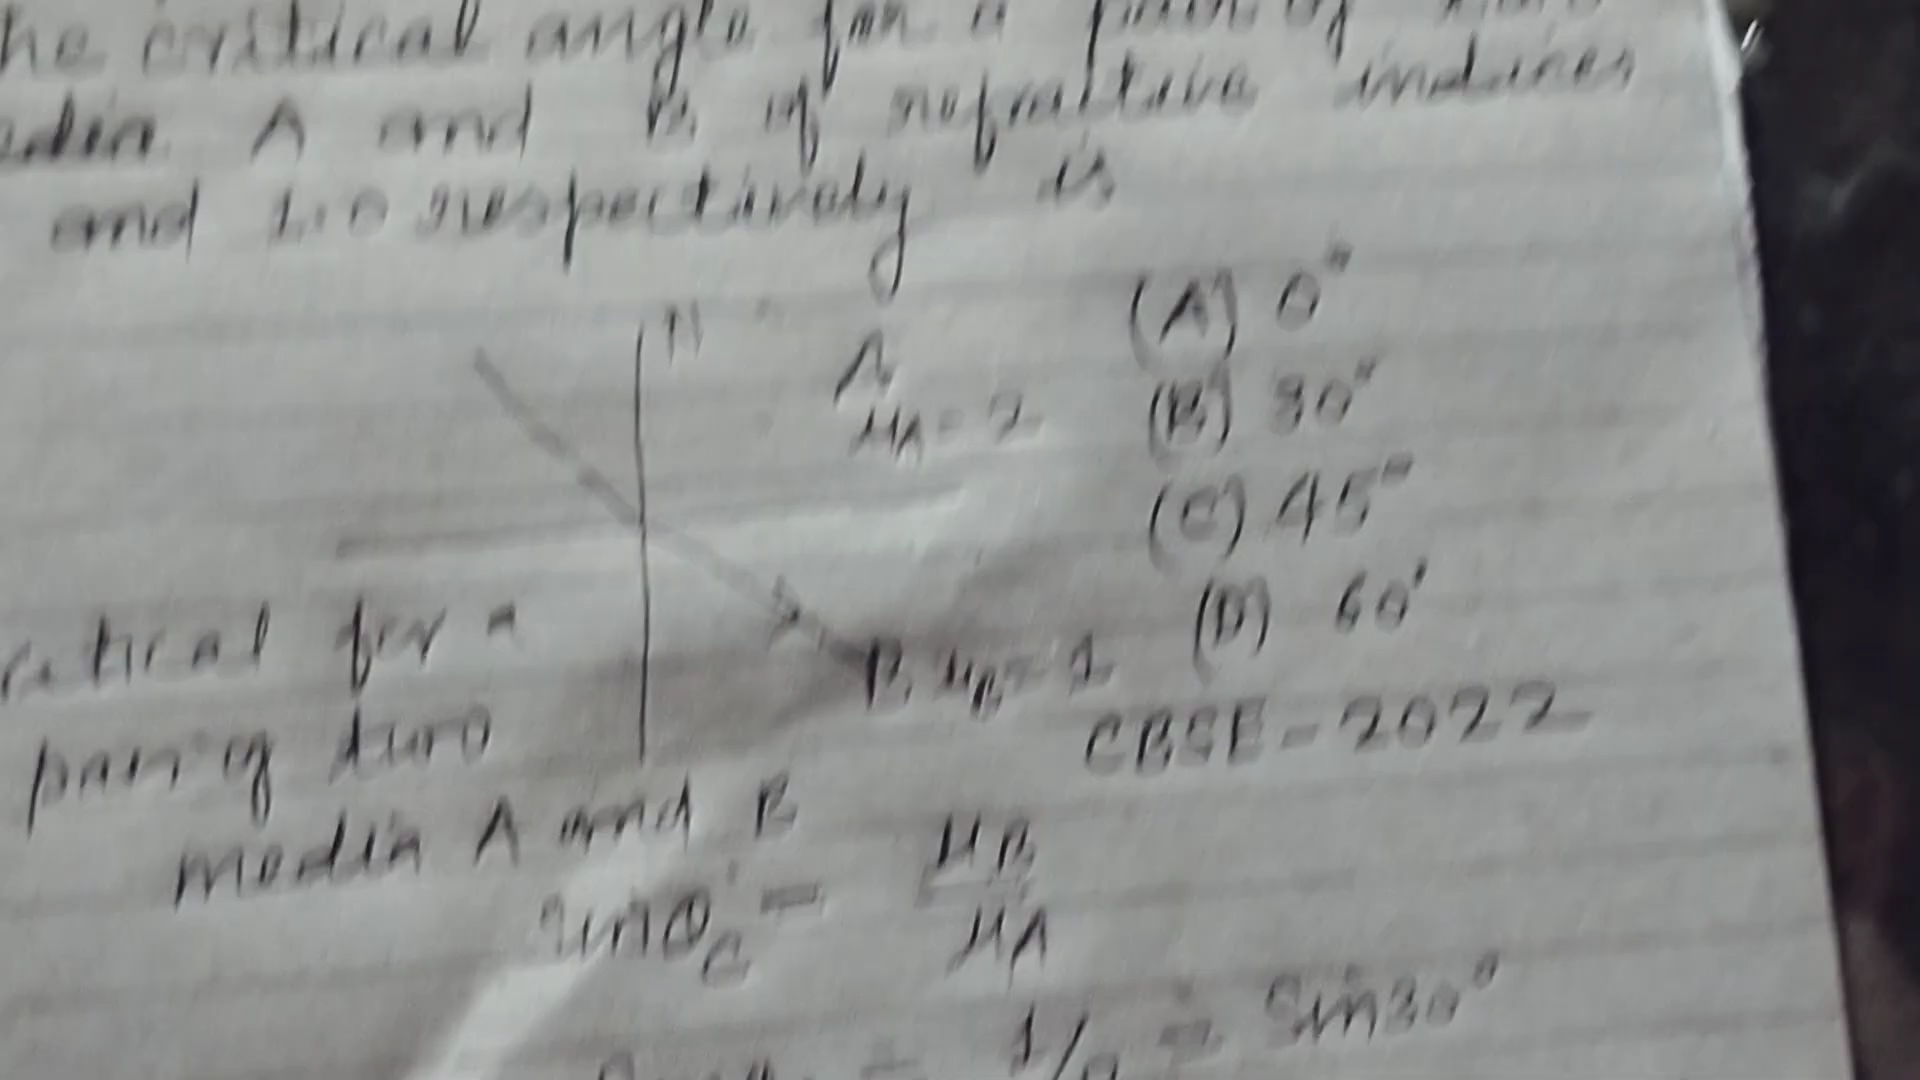 he critical angle for a pair of
edia A and B of refractive indices
and 1.0 respectively is
N
A
μA = 2
(A) 0°
(B) 30°
(C) 45°
(D) 60°
B μB = 1
CBSE - 2022
critical for a
pair of two
media A and B
sinθc = μB
μA
1/2 = Sin30°